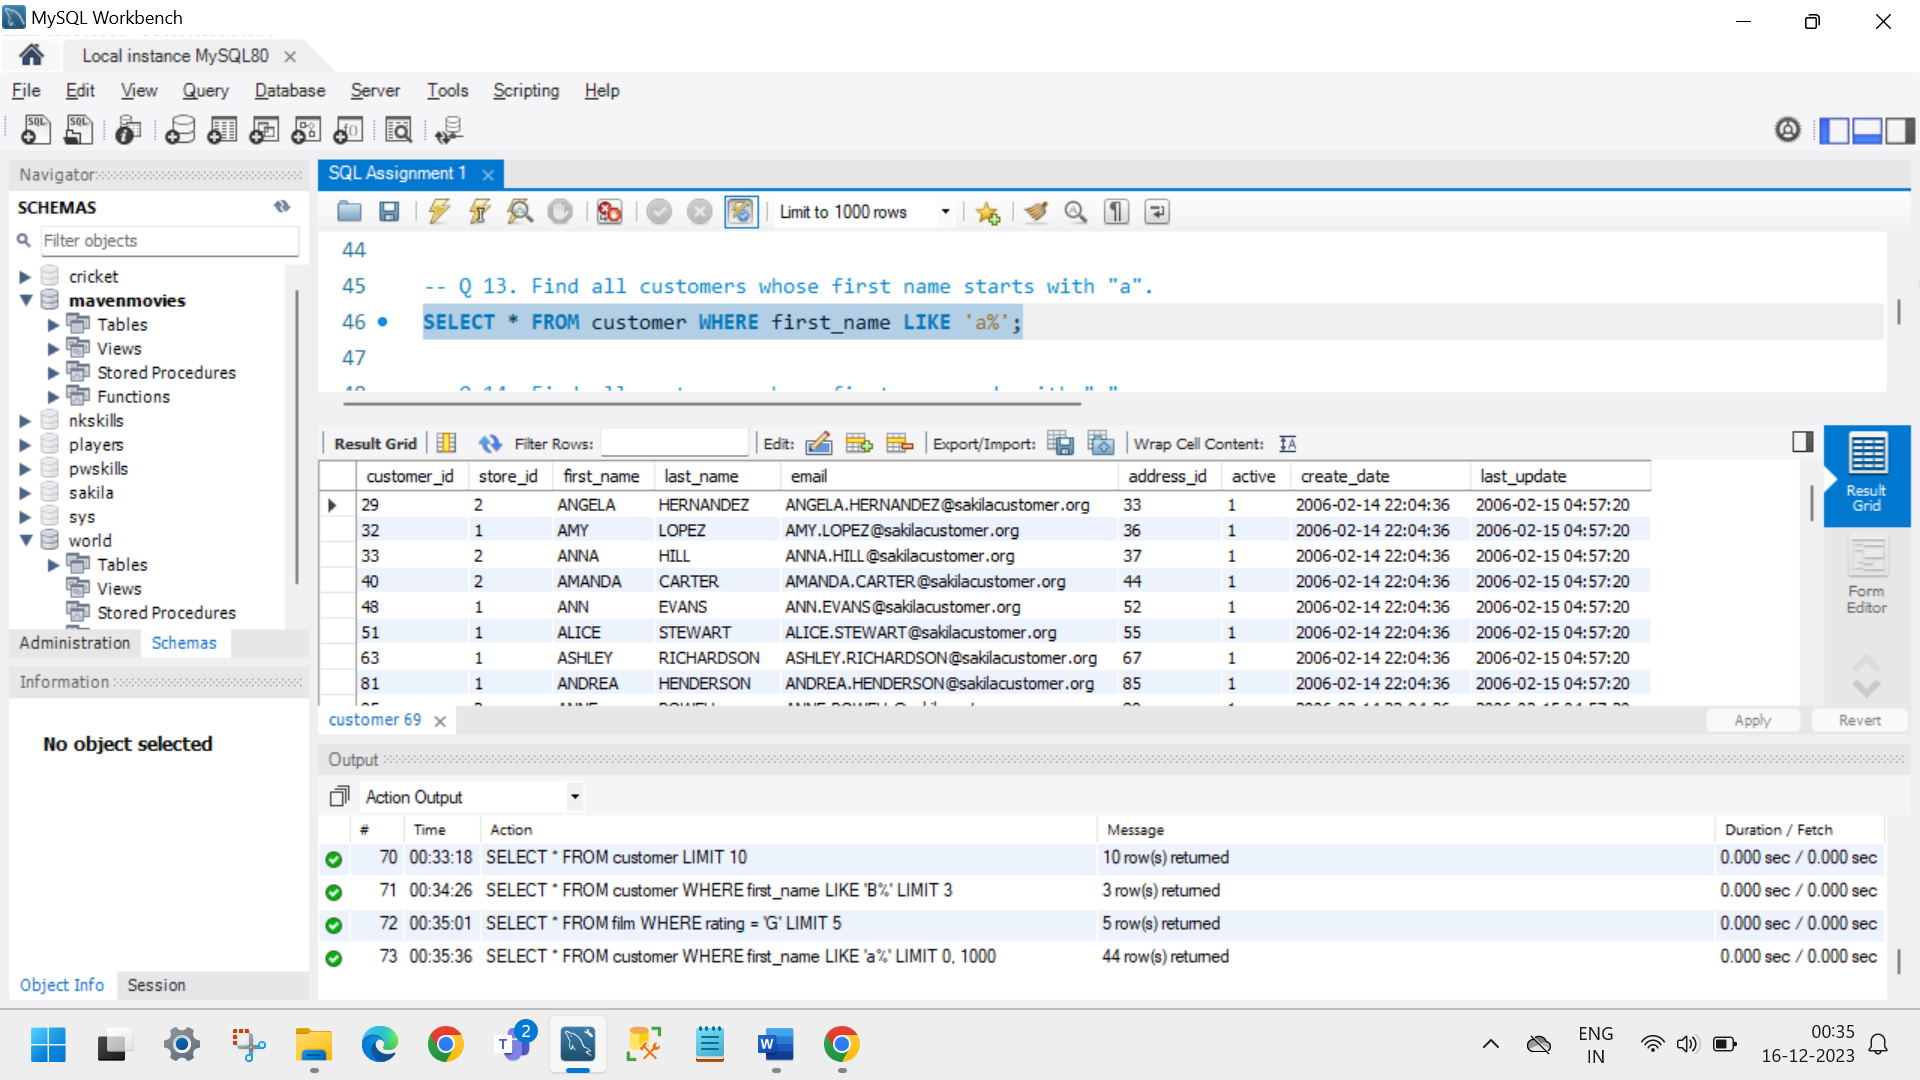 MySQL Workbench
Local instance MySQL80
File Edit View Query Database Server Tools Scripting Help
Navigator
SCHEMAS
Filter objects
cricket
mavenmovies
Tables
Views
Stored Procedures
Functions
nkskills
players
pwskills
sakila
sys
world
Tables
Views
Stored Procedures
Administration Schemas
Information
No object selected
Object Info Session
SQL Assignment 1
Limit to 1000 rows
44
45 -- Q 13. Find all customers whose first name starts with "a".
46 SELECT * FROM customer WHERE first_name LIKE 'a%';
47
Result Grid Filter Rows: Edit: Export/Import: Wrap Cell Content:
customer_id store_id first_name last_name email address_id active create_date last_update
29 2 ANGELA HERNANDEZ ANGELA.HERNANDEZ@sakilacustomer.org 33 1 2006-02-14 22:04:36 2006-02-15 04:57:20
32 1 AMY LOPEZ AMY.LOPEZ@sakilacustomer.org 36 1 2006-02-14 22:04:36 2006-02-15 04:57:20
33 2 ANNA HILL ANNA.HILL@sakilacustomer.org 37 1 2006-02-14 22:04:36 2006-02-15 04:57:20
40 2 AMANDA CARTER AMANDA.CARTER@sakilacustomer.org 44 1 2006-02-14 22:04:36 2006-02-15 04:57:20
48 1 ANN EVANS ANN.EVANS@sakilacustomer.org 52 1 2006-02-14 22:04:36 2006-02-15 04:57:20
51 1 ALICE STEWART ALICE.STEWART@sakilacustomer.org 55 1 2006-02-14 22:04:36 2006-02-15 04:57:20
63 1 ASHLEY RICHARDSON ASHLEY.RICHARDSON@sakilacustomer.org 67 1 2006-02-14 22:04:36 2006-02-15 04:57:20
81 1 ANDREA HENDERSON ANDREA.HENDERSON@sakilacustomer.org 85 1 2006-02-14 22:04:36 2006-02-15 04:57:20
Result
Grid
Form
Editor
customer 69
Apply Revert
Output
Action Output
# Time Action Message Duration / Fetch
70 00:33:18 SELECT * FROM customer LIMIT 10 10 row(s) returned 0.000 sec / 0.000 sec
71 00:34:26 SELECT * FROM customer WHERE first_name LIKE 'B%' LIMIT 3 3 row(s) returned 0.000 sec / 0.000 sec
72 00:35:01 SELECT * FROM film WHERE rating = 'G' LIMIT 5 5 row(s) returned 0.000 sec / 0.000 sec
73 00:35:36 SELECT * FROM customer WHERE first_name LIKE 'a%' LIMIT 0, 1000 44 row(s) returned 0.000 sec / 0.000 sec
2
ENG
IN
00:35
16-12-2023